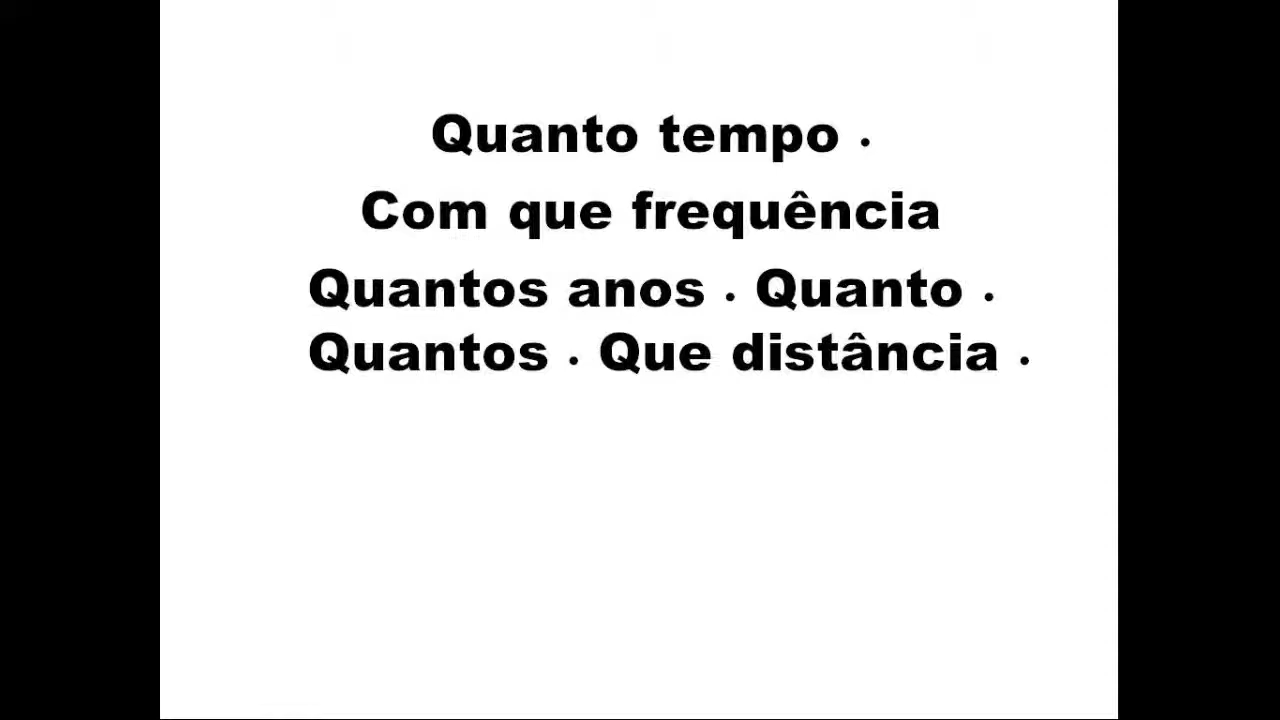 Quanto tempo .
Com que frequência
Quantos anos . Quanto .
Quantos . Que distância .